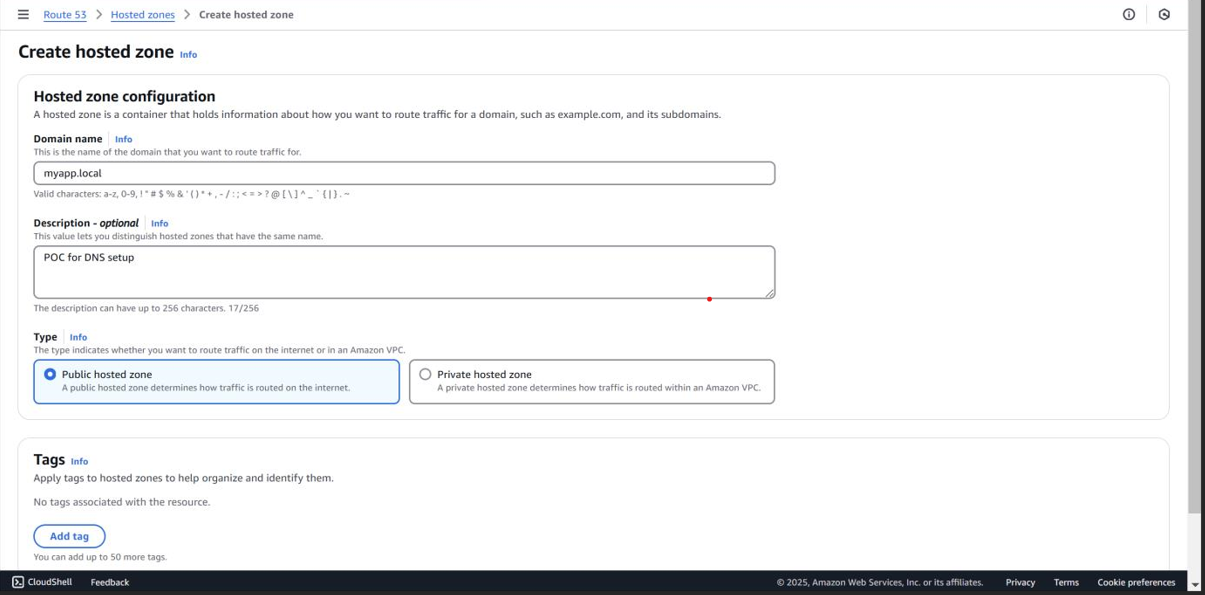 Route 53 > Hosted zones > Create hosted zone
Create hosted zone Info
Hosted zone configuration
A hosted zone is a container that holds information about how you want to route traffic for a domain, such as example.com, and its subdomains.
Domain name Info
This is the name of the domain that you want to route traffic for.
myapp.local
Valid characters: a-z, 0-9, ! " # $ % & ' ( ) * + , - / : ; < = > ? @ [ \ ] ^ _ ` { | } . ~
Description - optional Info
This value lets you distinguish hosted zones that have the same name.
POC for DNS setup
The description can have up to 256 characters. 17/256
Type Info
The type indicates whether you want to route traffic on the internet or in an Amazon VPC.
Public hosted zone
A public hosted zone determines how traffic is routed on the internet.
Private hosted zone
A private hosted zone determines how traffic is routed within an Amazon VPC.
Tags Info
Apply tags to hosted zones to help organize and identify them.
No tags associated with the resource.
Add tag
You can add up to 50 more tags.
CloudShell Feedback © 2025, Amazon Web Services, Inc. or its affiliates. Privacy Terms Cookie preferences